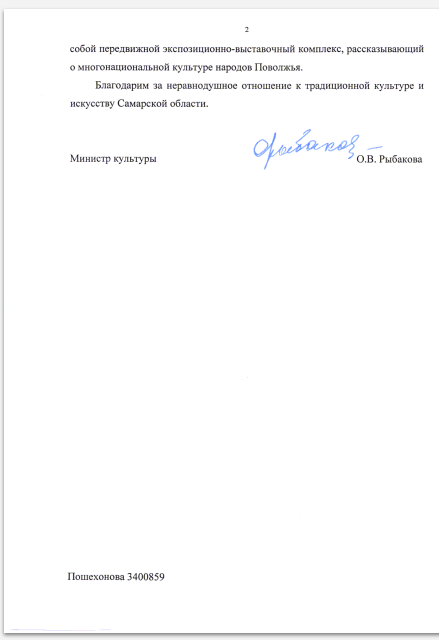 2
собой передвижной экспозиционно-выставочный комплекс, рассказывающий
о многонациональной культуре народов Поволжья.
Благодарим за неравнодушное отношение к традиционной культуре и
искусству Самарской области.
Министр культуры О.В. Рыбакова
Пошехонова 3400859